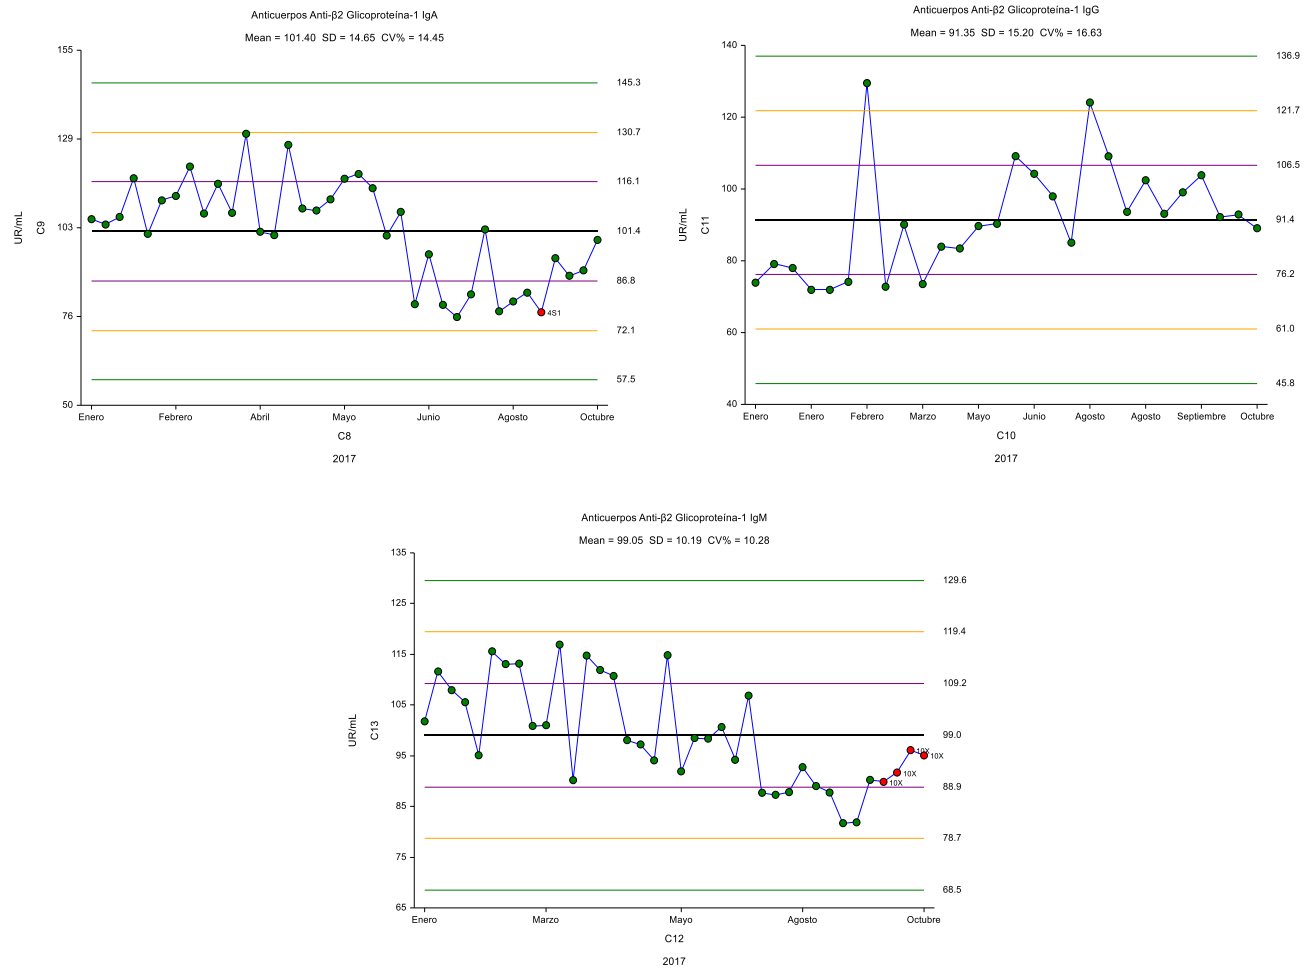 Anticuerpos Anti-β2 Glicoproteína-1 IgA
Mean = 101.40 SD = 14.65 CV% = 14.45
155
129
103
76
50
UR/mL
C9
145.3
130.7
116.1
101.4
86.8
72.1
57.5
4S1
Enero Febrero Abril Mayo Junio Agosto Octubre
C8
2017
Anticuerpos Anti-β2 Glicoproteína-1 IgG
Mean = 91.35 SD = 15.20 CV% = 16.63
140
120
100
80
60
40
UR/mL
C11
136.9
121.7
106.5
91.4
76.2
61.0
45.8
Enero Enero Febrero Marzo Mayo Junio Agosto Agosto Septiembre Octubre
C10
2017
Anticuerpos Anti-β2 Glicoproteína-1 IgM
Mean = 99.05 SD = 10.19 CV% = 10.28
135
125
115
105
95
85
75
65
UR/mL
C13
129.6
119.4
109.2
99.0
88.9
78.7
68.5
10X
10X
10X
10X
Enero Marzo Mayo Agosto Octubre
C12
2017